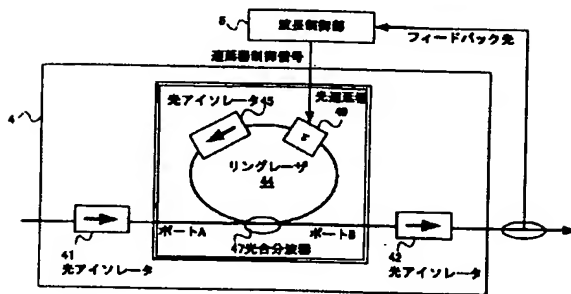 5
波長制御部
フィードバック光
遅延器制御信号
4
光アイソレータ45
光遅延器
46
τ
リングレーザ
44
ポートA
ポートB
47光合分波器
41
光アイソレータ
42
光アイソレータ